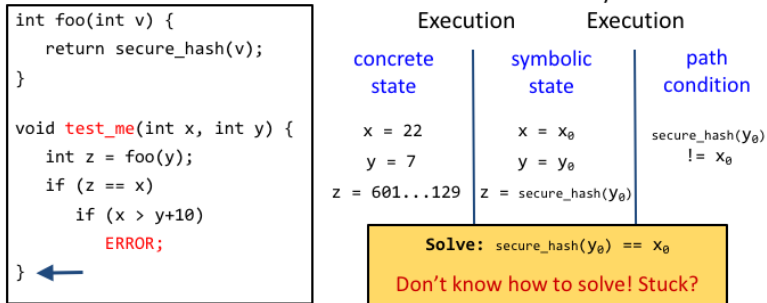 int foo(int v) {
return secure_hash(v);
}
void test_me(int x, int y) {
int z = foo(y);
if (z == x)
if (x > y+10)
ERROR;
}
Execution Execution
concrete state symbolic state path condition
x = 22 x = x₀ secure_hash(y₀) != x₀
y = 7 y = y₀
z = 601...129 z = secure_hash(y₀)
Solve: secure_hash(y₀) == x₀
Don't know how to solve! Stuck?